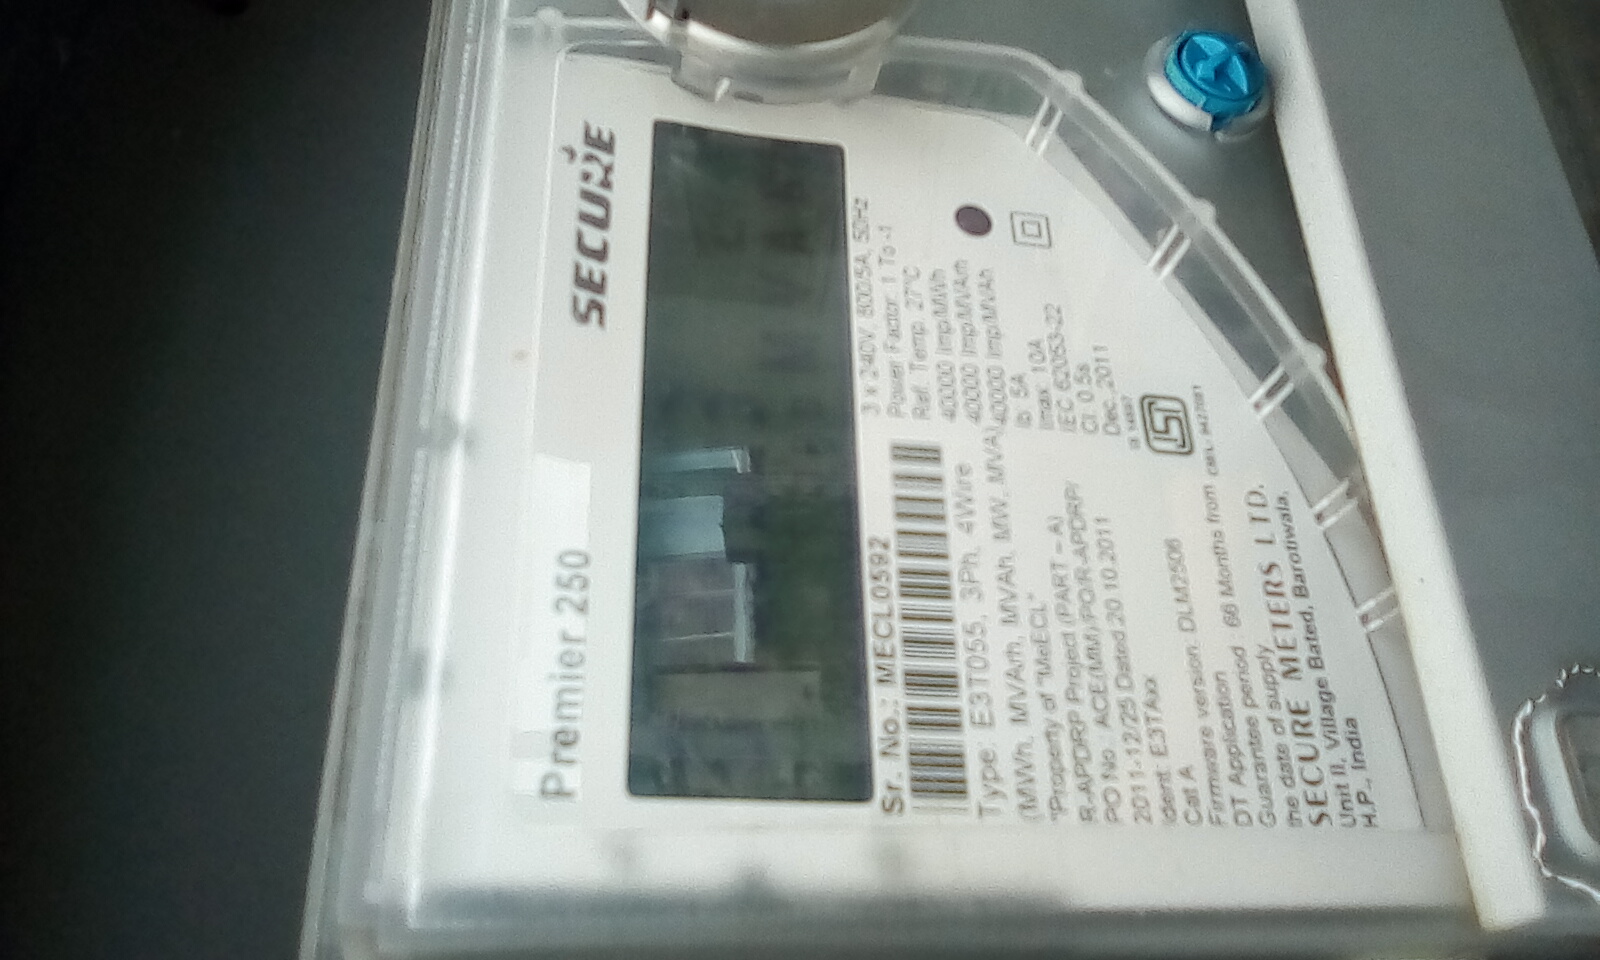 SECURE
Premier 250
Sr. No.: MECL0592
Type: E3T055, 3Ph, 4Wire
(MWh, MVArh, MVAh, MW, MVA)
"Property of "MeECL"
R-APDRP Project (PART - A)
PO No. ACE(MM)/PO/R-APDRP/
2011-12/725 Dated 20.10.2011
Ident: E3TAxx
Cat A
Firmware version: DLM2506
DT Application
Guarantee period : 66 Months from
the date of supply
SECURE METERS LTD.
Unit II, Village Bated, Barotiwala,
H.P., India
3 x 240V, 800/5A, 50Hz
Power Factor: 1 To -1
Ref. Temp. 27°C
40000 Imp/MWh
40000 Imp/MVArh
40000 Imp/MVAh
Ib: 5A
Imax: 10A
IEC 62053-22
Cl. 0.5s
Dec. 2011
ISI